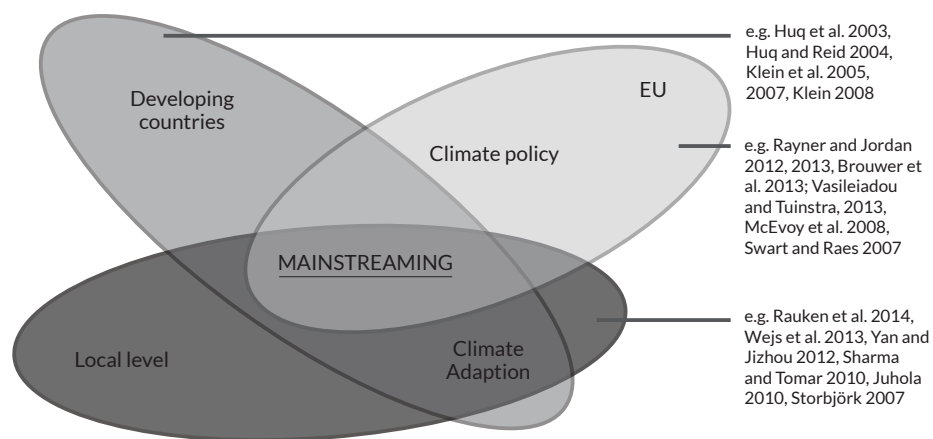 e.g. Huq et al. 2003,
Huq and Reid 2004,
Klein et al. 2005,
2007, Klein 2008
EU
Developing
countries
Climate policy
e.g. Rayner and Jordan
2012, 2013, Brouwer et
al. 2013; Vasileiadou
and Tuinstra, 2013,
McEvoy et al. 2008,
Swart and Raes 2007
MAINSTREAMING
e.g. Rauken et al. 2014,
Wejs et al. 2013, Yan and
Jizhou 2012, Sharma
and Tomar 2010, Juhola
2010, Storbjörk 2007
Local level
Climate
Adaption